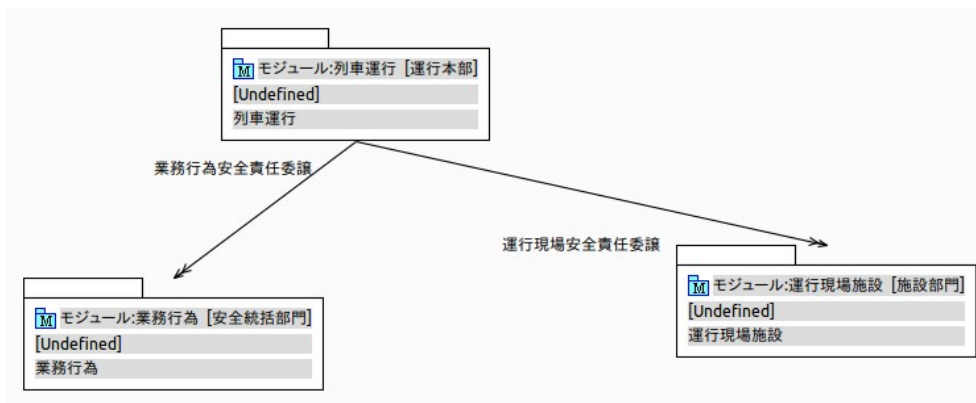 モジュール:列車運行 [運行本部]
[Undefined]
列車運行
業務行為安全責任委譲
運行現場安全責任委譲
モジュール:業務行為 [安全統括部門]
[Undefined]
業務行為
モジュール:運行現場施設 [施設部門]
[Undefined]
運行現場施設